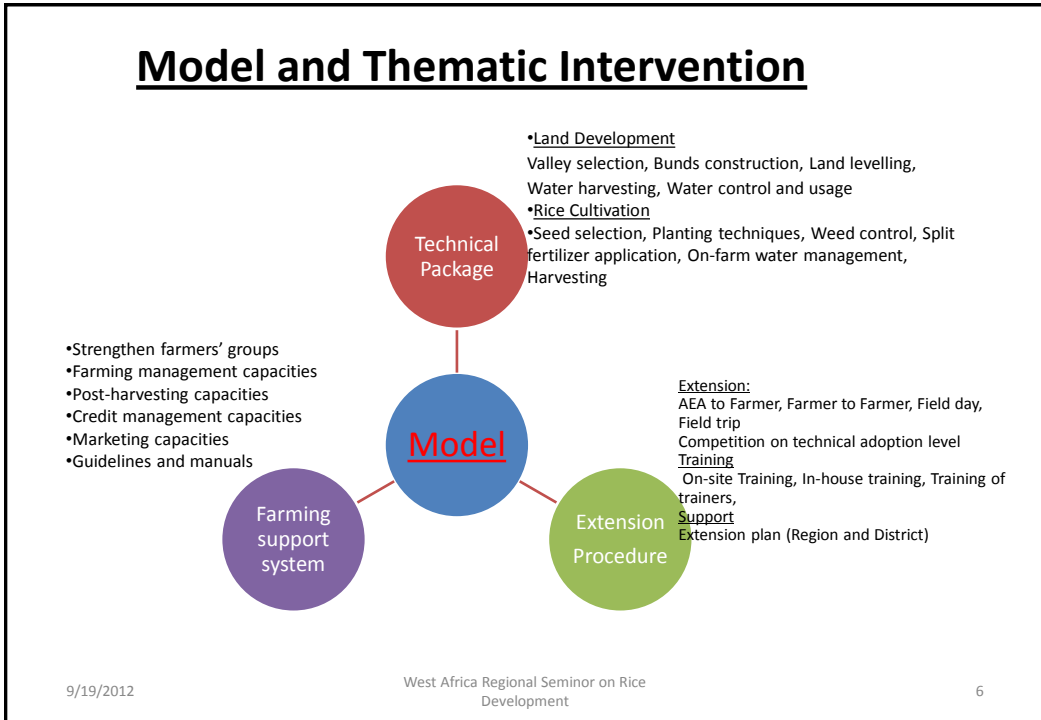 Model and Thematic Intervention
•Land Development
Valley selection, Bunds construction, Land levelling,
Water harvesting, Water control and usage
•Rice Cultivation
•Seed selection, Planting techniques, Weed control, Split
fertilizer application, On-farm water management,
Harvesting
Technical
Package
•Strengthen farmers' groups
•Farming management capacities
•Post-harvesting capacities
•Credit management capacities
•Marketing capacities
•Guidelines and manuals
Model
Extension:
AEA to Farmer, Farmer to Farmer, Field day,
Field trip
Competition on technical adoption level
Training
On-site Training, In-house training, Training of
trainers,
Support
Extension plan (Region and District)
Farming
support
system
Extension
Procedure
9/19/2012
West Africa Regional Seminar on Rice
Development
6